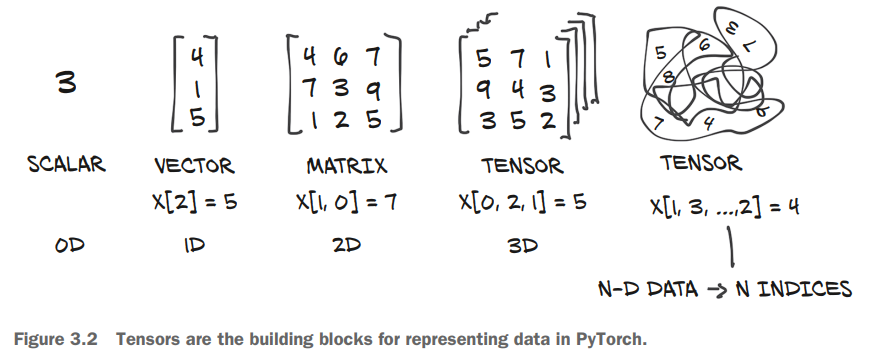 3
4
1
5
4 6 7
7 3 9
1 2 5
5 7 1
9 4 3
3 5 2
3
7
5
6
8
7
4
SCALAR
VECTOR
MATRIX
TENSOR
TENSOR
X[2] = 5
X[1, 0] = 7
X[0, 2, 1] = 5
X[1, 3, ...,2] = 4
0D
1D
2D
3D
N-D DATA → N INDICES
Figure 3.2 Tensors are the building blocks for representing data in PyTorch.